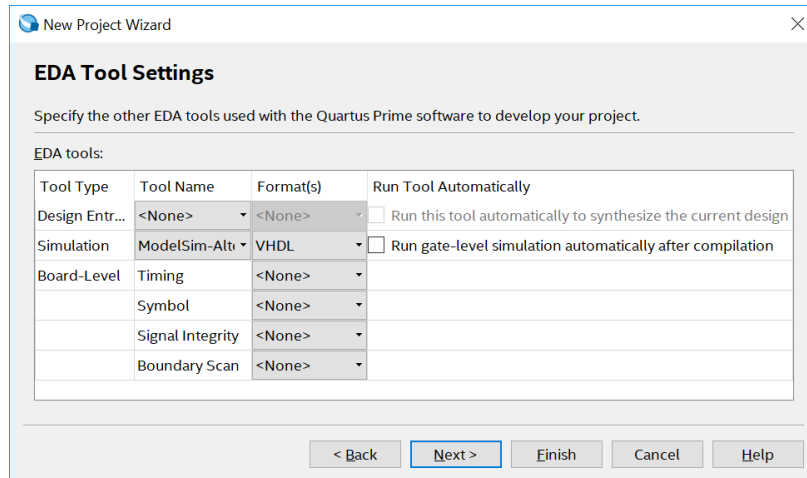 New Project Wizard
EDA Tool Settings
Specify the other EDA tools used with the Quartus Prime software to develop your project.
EDA tools:
Tool Type Tool Name Format(s) Run Tool Automatically
Design Entr... <None> <None> Run this tool automatically to synthesize the current design
Simulation ModelSim-Alt VHDL Run gate-level simulation automatically after compilation
Board-Level Timing <None>
Symbol <None>
Signal Integrity <None>
Boundary Scan <None>
< Back Next > Finish Cancel Help